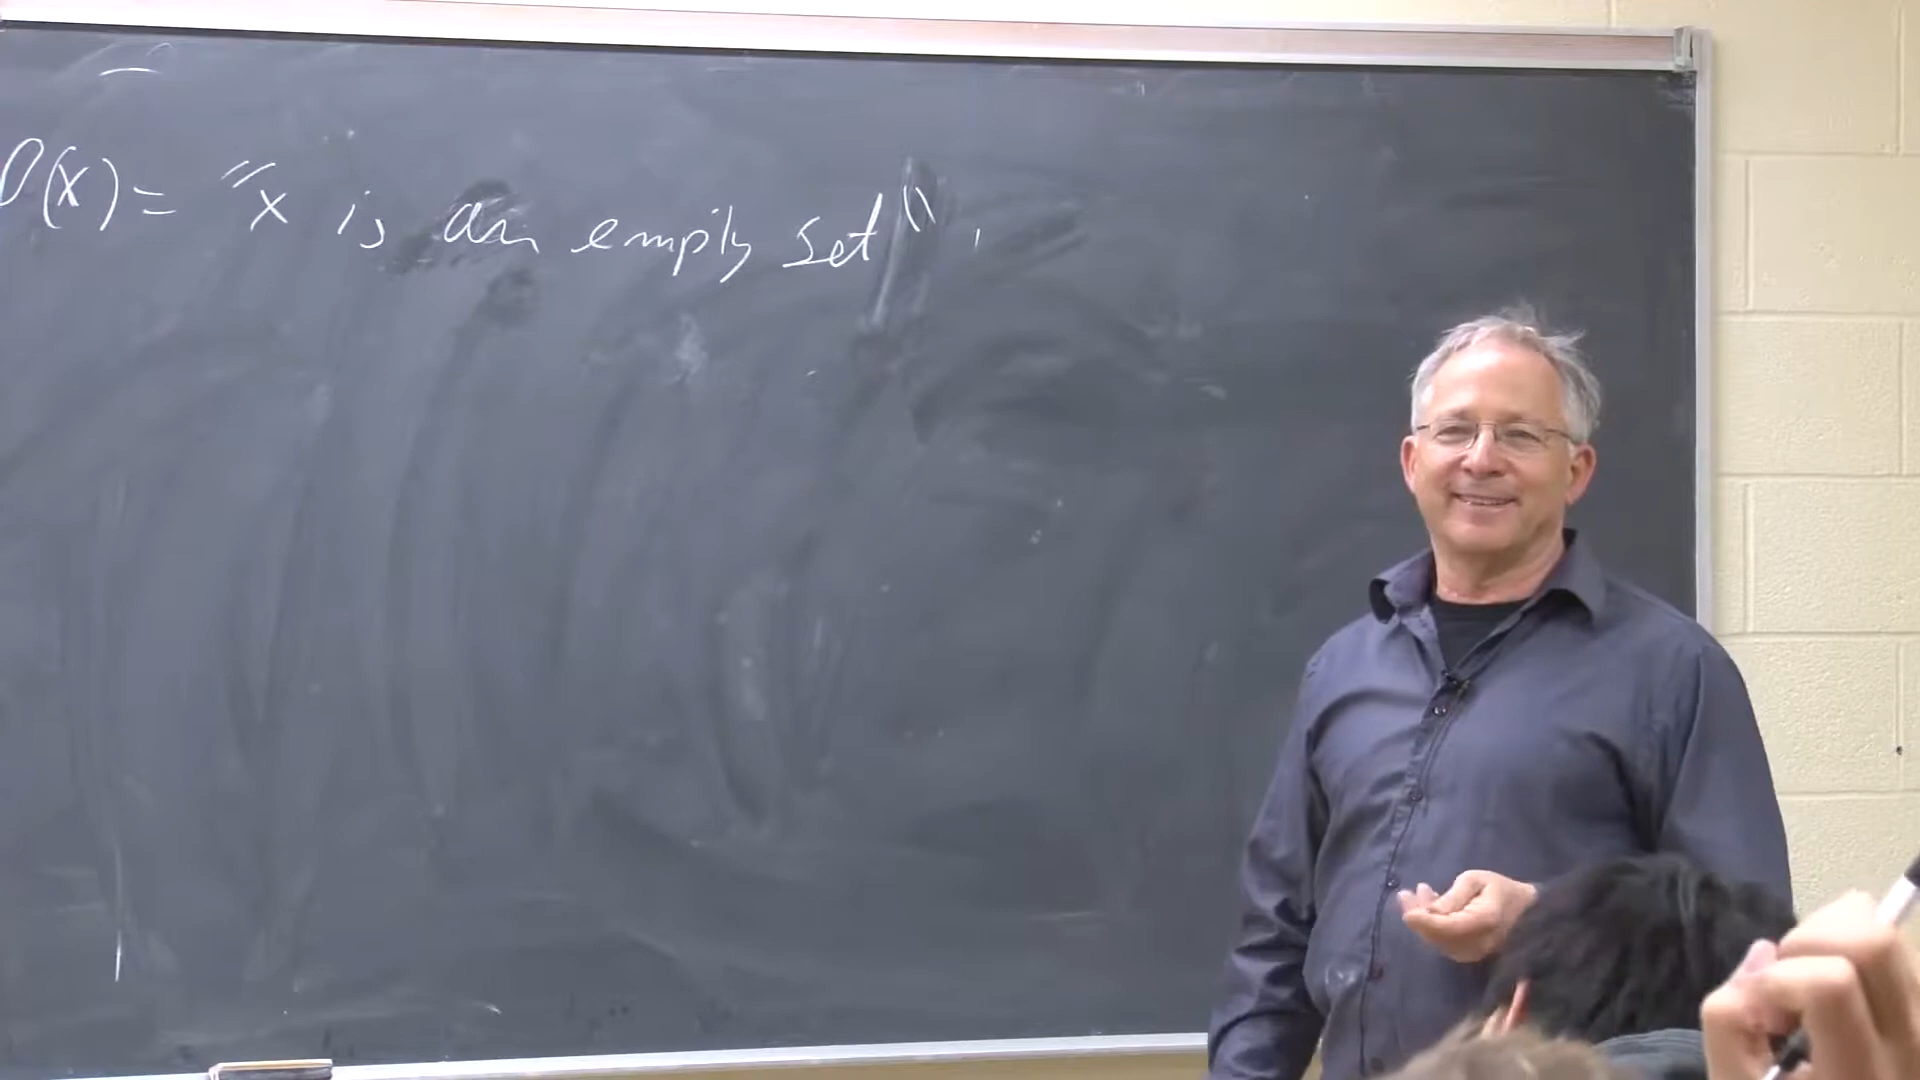 P(x) = "x is an empty set".